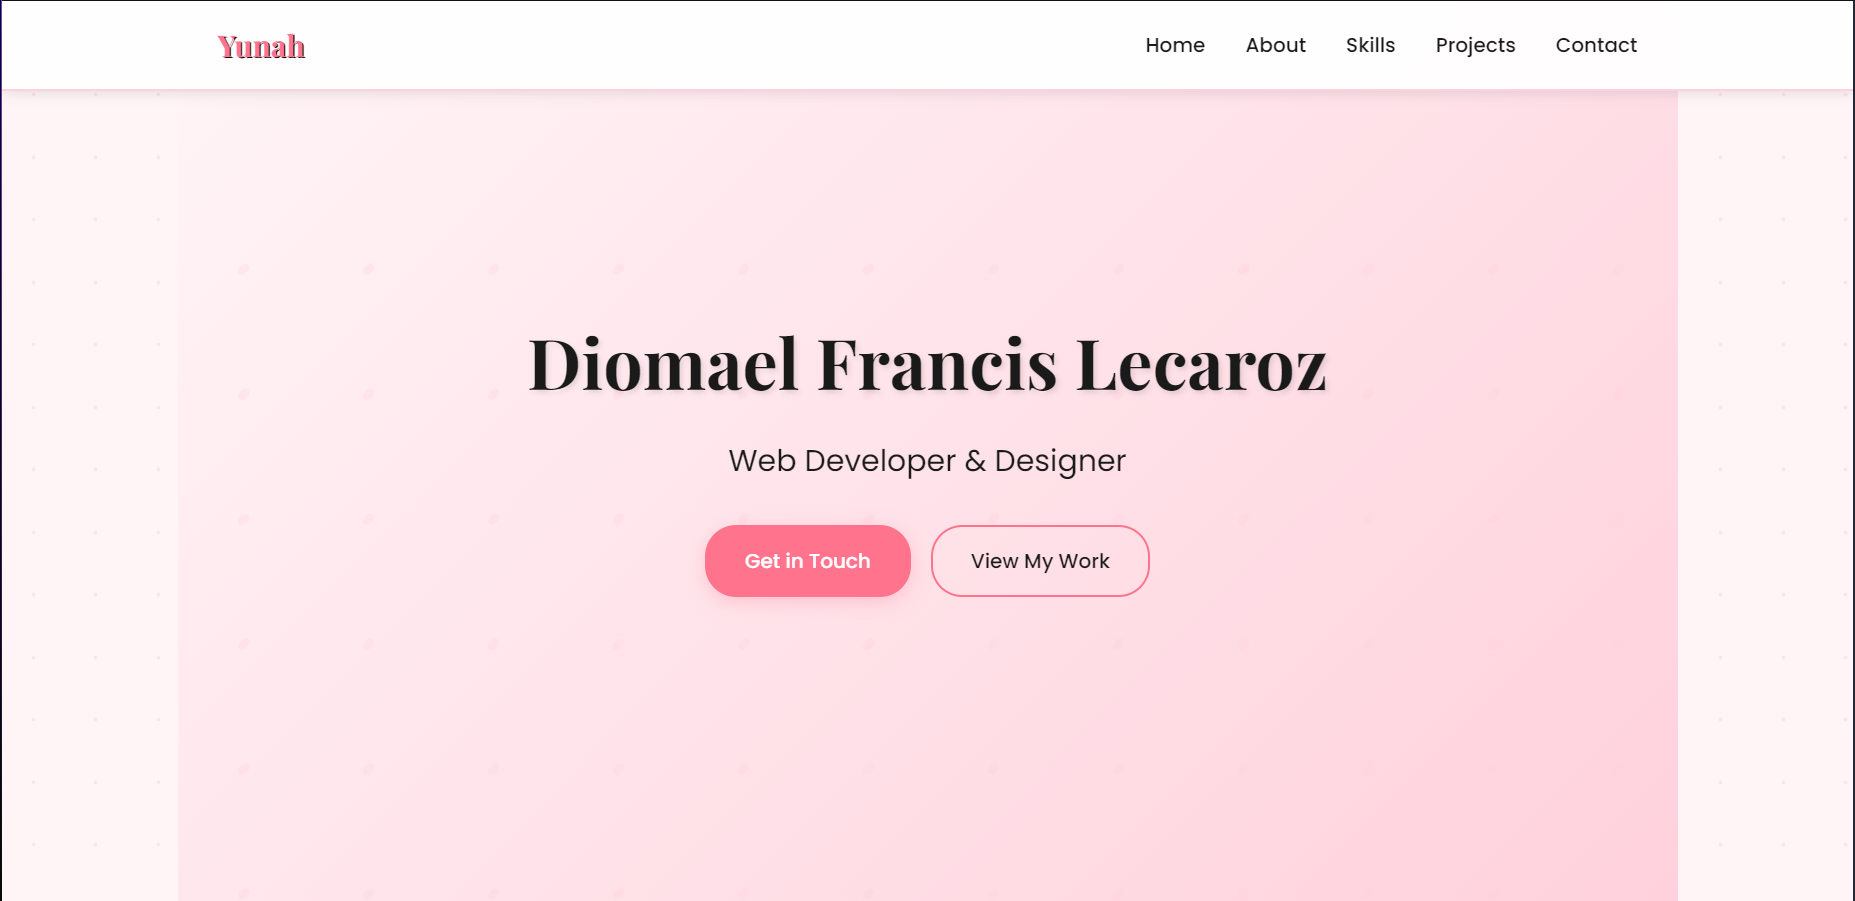 Yunah
Home About Skills Projects Contact
Diomael Francis Lecaroz
Web Developer & Designer
Get in Touch
View My Work